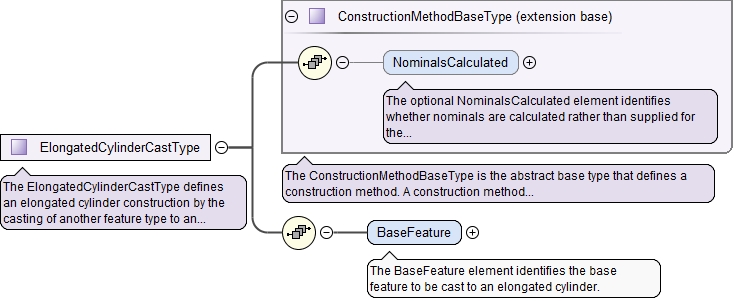 ConstructionMethodBaseType (extension base)
NominalsCalculated
The optional NominalsCalculated element identifies
whether nominals are calculated rather than supplied for
the...
ElongatedCylinderCastType
The ElongatedCylinderCastType defines
an elongated cylinder construction by the
casting of another feature type to an...
The ConstructionMethodBaseType is the abstract base type that defines a
construction method. A construction method...
BaseFeature
The BaseFeature element identifies the base
feature to be cast to an elongated cylinder.